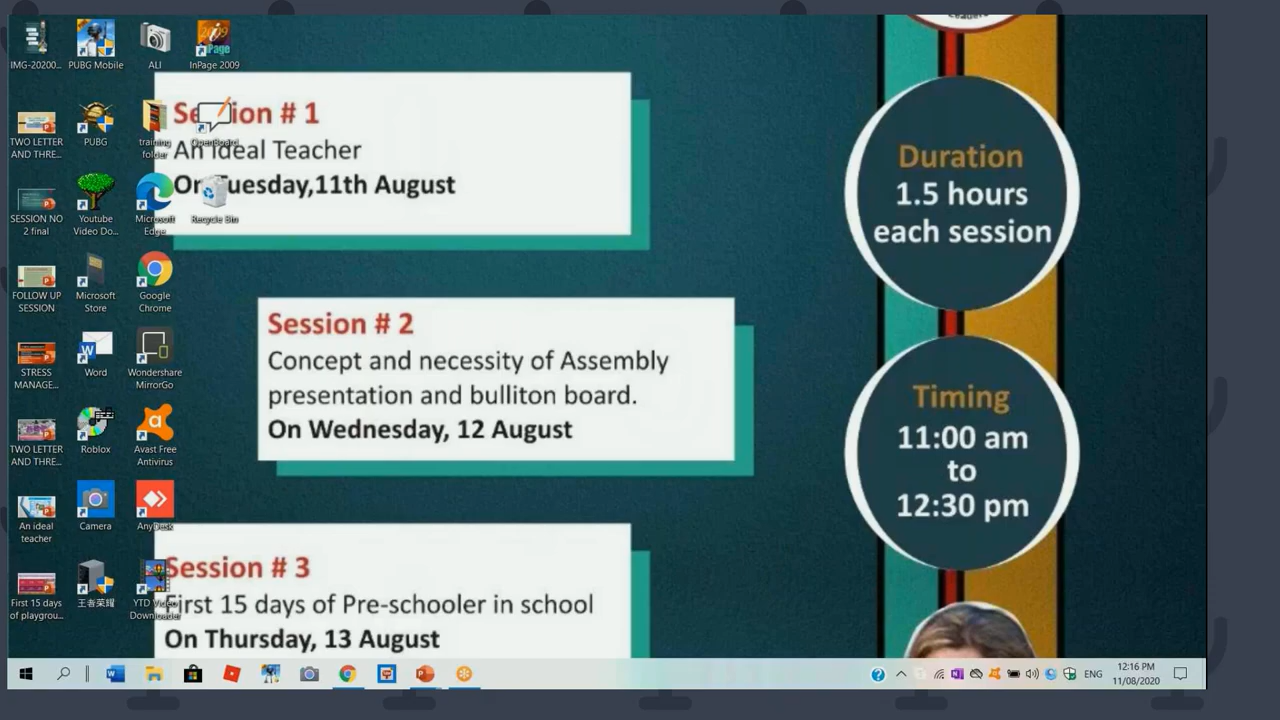 Leaders
IMG-20200...
PUBG Mobile
ALI
InPage 2009
TWO LETTER
AND THRE...
PUBG
training
folder
OpenBoard
SESSION NO
2 final
Youtube
Video Do...
Microsoft
Edge
Recycle Bin
FOLLOW UP
SESSION
Microsoft
Store
Google
Chrome
STRESS
MANAGE...
Word
Wondershare
MirrorGo
TWO LETTER
AND THRE...
Roblox
Avast Free
Antivirus
An ideal
teacher
Camera
AnyDesk
First 15 days
of playgrou...
王者荣耀
YTD Video
Downloader
Session # 1
An Ideal Teacher
On Tuesday,11th August
Session # 2
Concept and necessity of Assembly
presentation and bulliton board.
On Wednesday, 12 August
Session # 3
First 15 days of Pre-schooler in school
On Thursday, 13 August
Duration
1.5 hours
each session
Timing
11:00 am
to
12:30 pm
ENG
12:16 PM
11/08/2020